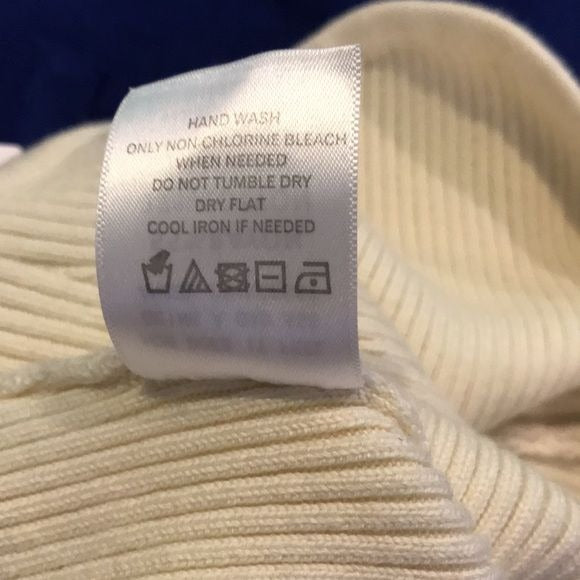 HAND WASH
ONLY NON CHLORINE BLEACH
WHEN NEEDED
DO NOT TUMBLE DRY
DRY FLAT
COOL IRON IF NEEDED